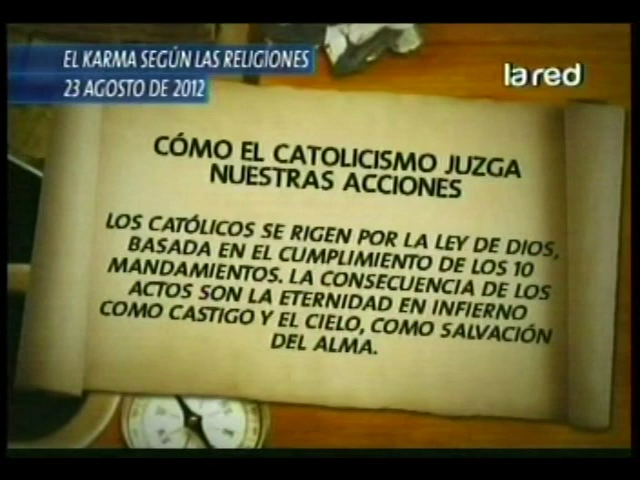 EL KARMA SEGÚN LAS RELIGIONES
23 AGOSTO DE 2012
la red
CÓMO EL CATOLICISMO JUZGA
NUESTRAS ACCIONES
LOS CATÓLICOS SE RIGEN POR LA LEY DE DIOS,
BASADA EN EL CUMPLIMIENTO DE LOS 10
MANDAMIENTOS. LA CONSECUENCIA DE LOS
ACTOS SON LA ETERNIDAD EN INFIERNO
COMO CASTIGO Y EL CIELO, COMO SALVACIÓN
DEL ALMA.